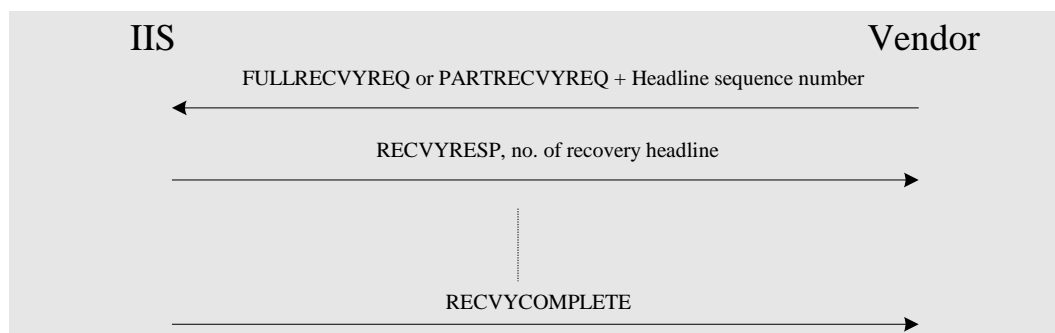 IIS
Vendor
FULLRECVYREQ or PARTRECVYREQ + Headline sequence number
RECVYRESP, no. of recovery headline
RECVYCOMPLETE